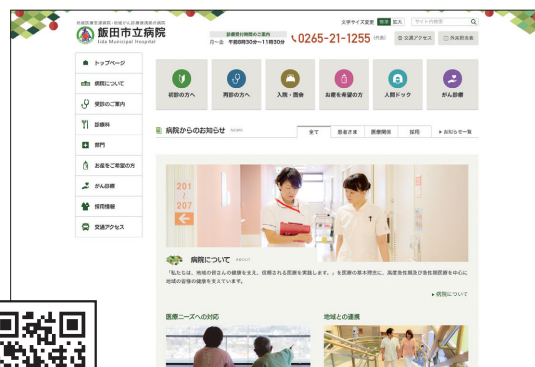 地域医療支援病院・地域がん診療連携拠点病院
飯田市立病院
Iida Municipal Hospital
文字サイズ変更 標準 拡大 サイト内検索
診療受付時間のご案内
月～金 午前8時30分～11時30分
0265-21-1255 (代表)
交通アクセス
外来担当表
トップページ
病院について
受診のご案内
診療科
部門
お産をご希望の方
がん診療
採用情報
交通アクセス
初診の方へ
再診の方へ
入院・面会
お産を希望の方
人間ドック
がん診療
病院からのお知らせ NEWS
全て 患者さま 医療関係 採用 ▶ お知らせ一覧
201
207
病院について ABOUT
「私たちは、地域の皆さんの健康を支え、信頼される医療を実践します。」を医療の基本理念に、高度急性期及び急性期医療を中心に
地域の皆様の健康を支えています。
▶ 病院について
医療ニーズへの対応
地域との連携